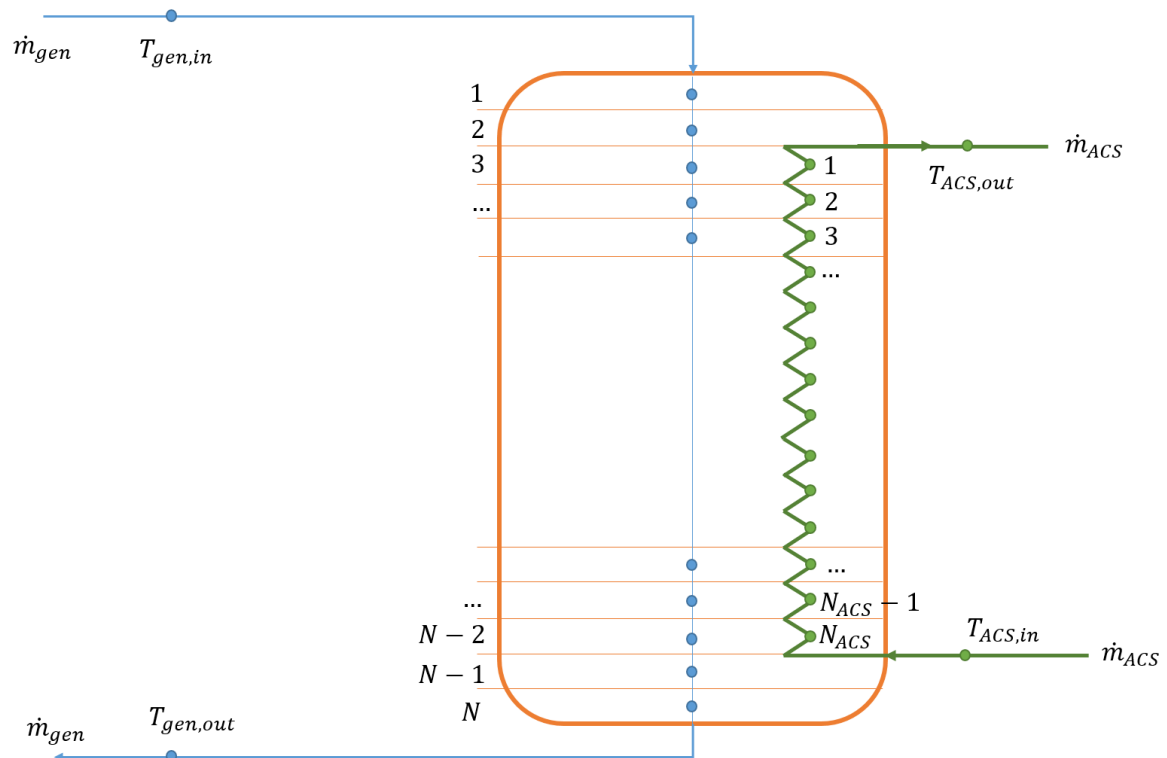 ṁ_gen
T_gen,in
1
2
3
...
ṁ_ACS
T_ACS,out
1
2
3
...
...
N − 2
N − 1
N
...
N_ACS − 1
N_ACS
T_ACS,in
ṁ_ACS
ṁ_gen
T_gen,out